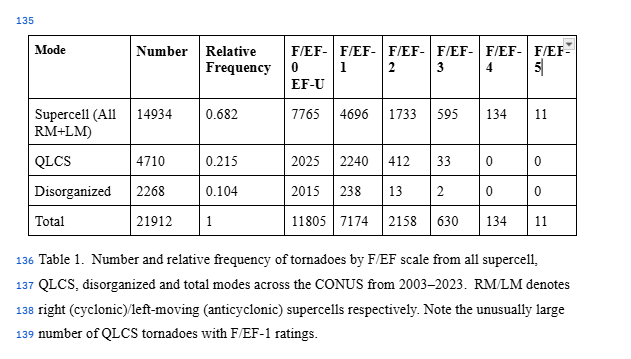 135
Mode Number Relative Frequency F/EF-0 EF-U F/EF-1 F/EF-2 F/EF-3 F/EF-4 F/EF-5
Supercell (All RM+LM) 14934 0.682 7765 4696 1733 595 134 11
QLCS 4710 0.215 2025 2240 412 33 0 0
Disorganized 2268 0.104 2015 238 13 2 0 0
Total 21912 1 11805 7174 2158 630 134 11
136 Table 1. Number and relative frequency of tornadoes by F/EF scale from all supercell,
137 QLCS, disorganized and total modes across the CONUS from 2003–2023. RM/LM denotes
138 right (cyclonic)/left-moving (anticyclonic) supercells respectively. Note the unusually large
139 number of QLCS tornadoes with F/EF-1 ratings.